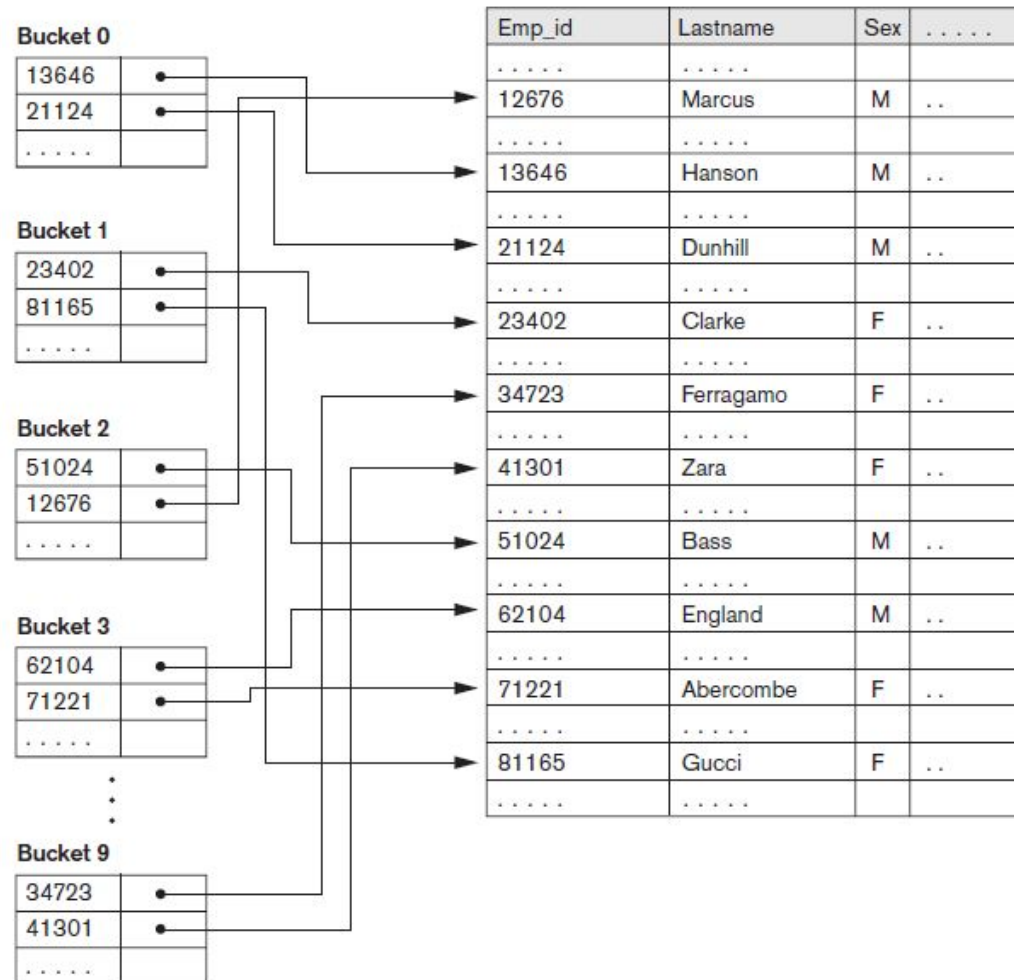 Bucket 0
13646
21124
. . . . .
Bucket 1
23402
81165
. . . . .
Bucket 2
51024
12676
. . . . .
Bucket 3
62104
71221
. . . . .
Bucket 9
34723
41301
. . . . .
Emp_id Lastname Sex . . . . .
. . . . . . . . . .
12676 Marcus M . .
. . . . . . . . . .
13646 Hanson M . .
. . . . . . . . . .
21124 Dunhill M . .
. . . . . . . . . .
23402 Clarke F . .
. . . . . . . . . .
34723 Ferragamo F . .
. . . . . . . . . .
41301 Zara F . .
. . . . . . . . . .
51024 Bass M . .
. . . . . . . . . .
62104 England M . .
. . . . . . . . . .
71221 Abercombe F . .
. . . . . . . . . .
81165 Gucci F . .
. . . . . . . . . .